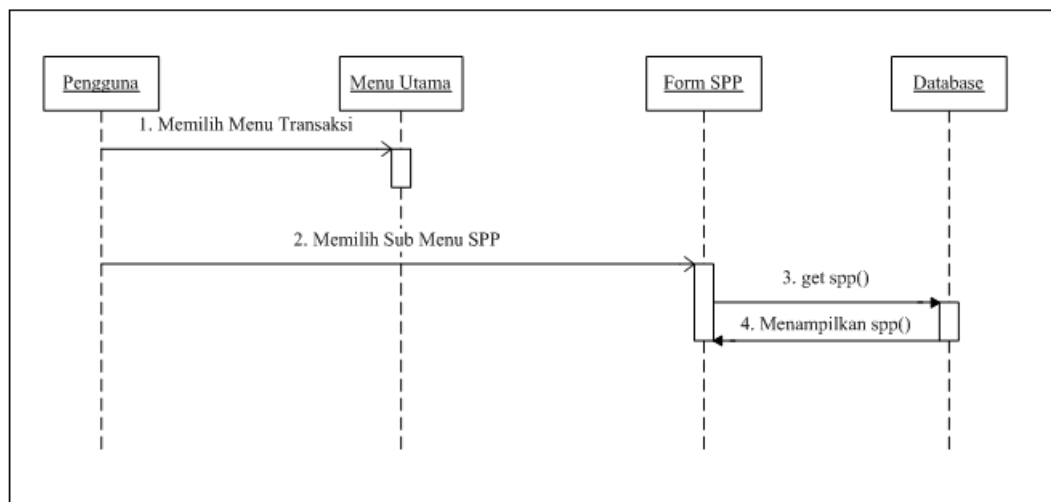 Pengguna
Menu Utama
Form SPP
Database
1. Memilih Menu Transaksi
2. Memilih Sub Menu SPP
3. get spp()
4. Menampilkan spp()